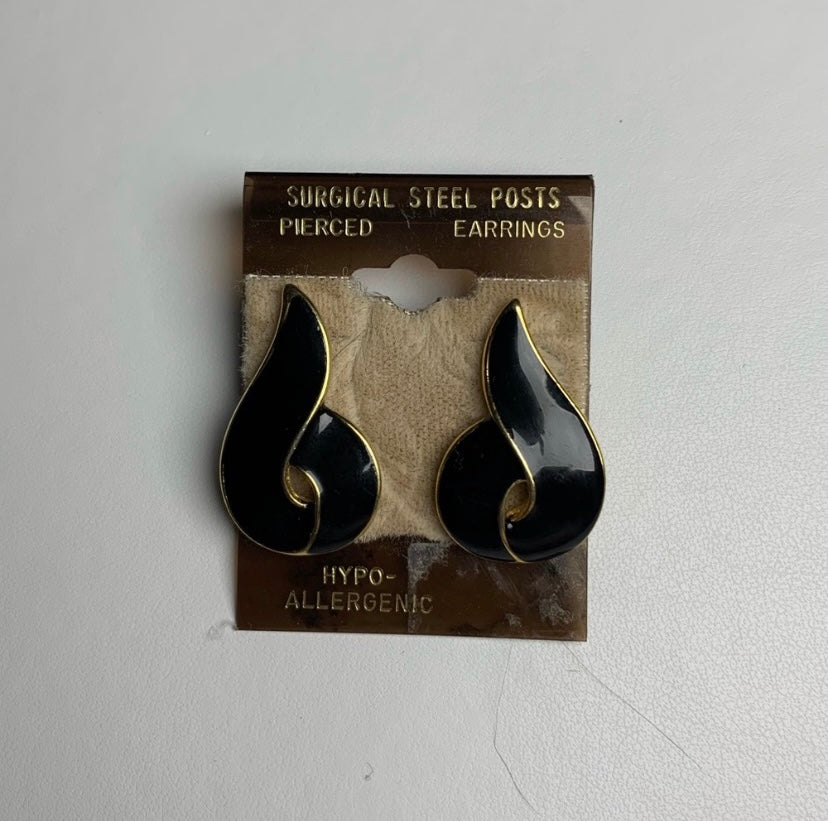 SURGICAL STEEL POSTS
PIERCED EARRINGS
HYPO-
ALLERGENIC